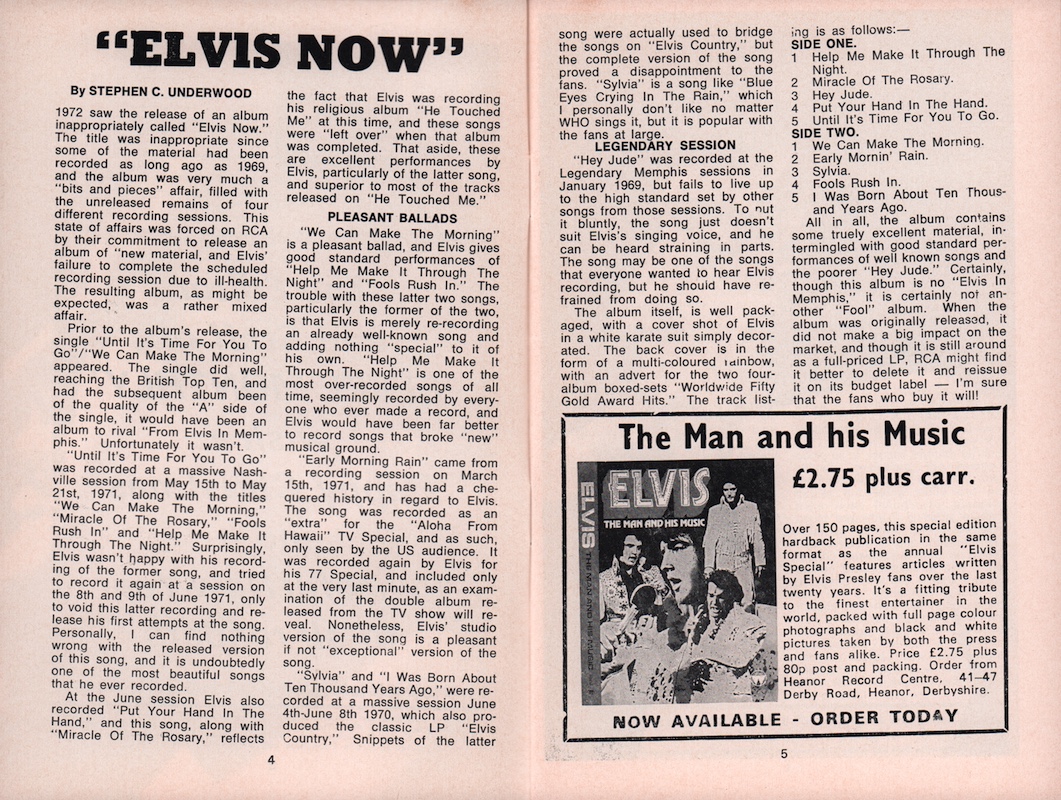 “ELVIS NOW”
By STEPHEN C. UNDERWOOD
1972 saw the release of an album
inappropriately called “Elvis Now.”
The title was inappropriate since
some of the material had been
recorded as long ago as 1969,
and the album was very much a
“bits and pieces” affair, filled with
the unreleased remains of four
different recording sessions. This
state of affairs was forced on RCA
by their commitment to release an
album of “new material, and Elvis’
failure to complete the scheduled
recording session due to ill-health.
The resulting album, as might be
expected, was a rather mixed
affair.
Prior to the album’s release, the
single “Until It’s Time For You To
Go”/“We Can Make The Morning”
appeared. The single did well,
reaching the British Top Ten, and
had the subsequent album been
of the quality of the “A” side of
the single, it would have been an
album to rival “From Elvis In Mem-
phis.” Unfortunately it wasn’t.
“Until It’s Time For You To Go”
was recorded at a massive Nash-
ville session from May 15th to May
21st, 1971, along with the titles
“We Can Make The Morning,”
“Miracle Of The Rosary,” “Fools
Rush In” and “Help Me Make It
Through The Night.” Surprisingly,
Elvis wasn’t happy with his record-
ing of the former song, and tried
to record it again at a session on
the 8th and 9th of June 1971, only
to void this latter recording and re-
lease his first attempts at the song.
Personally, I can find nothing
wrong with the released version
of this song, and it is undoubtedly
one of the most beautiful songs
that he ever recorded.
At the June session Elvis also
recorded “Put Your Hand In The
Hand,” and this song, along with
“Miracle Of The Rosary,” reflects
the fact that Elvis was recording
his religious album “He Touched
Me” at this time, and these songs
were “left over” when that album
was completed. That aside, these
are excellent performances by
Elvis, particularly of the latter song,
and superior to most of the tracks
released on “He Touched Me.”
PLEASANT BALLADS
“We Can Make The Morning”
is a pleasant ballad, and Elvis gives
good standard performances of
“Help Me Make It Through The
Night” and “Fools Rush In.” The
trouble with these latter two songs,
particularly the former of the two,
is that Elvis is merely re-recording
an already well-known song and
adding nothing “special” to it of
his own. “Help Me Make It
Through The Night” is one of the
most over-recorded songs of all
time, seemingly recorded by every-
one who ever made a record, and
Elvis would have been far better
to record songs that broke “new”
musical ground.
“Early Morning Rain” came from
a recording session on March
15th, 1971, and has had a che-
quered history in regard to Elvis.
The song was recorded as an
“extra” for the “Aloha From
Hawaii” TV Special, and as such,
only seen by the US audience. It
was recorded again by Elvis for
his 77 Special, and included only
at the very last minute, as an exam-
ination of the double album re-
leased from the TV show will re-
veal. Nonetheless, Elvis’ studio
version of the song is a pleasant
if not “exceptional” version of the
song.
“Sylvia” and “I Was Born About
Ten Thousand Years Ago,” were re-
corded at a massive session June
4th-June 8th 1970, which also pro-
duced the classic LP “Elvis
Country,” Snippets of the latter
4
song were actually used to bridge
the songs on “Elvis Country,” but
the complete version of the song
proved a disappointment to the
fans. “Sylvia” is a song like “Blue
Eyes Crying In The Rain,” which
I personally don’t like no matter
WHO sings it, but it is popular with
the fans at large.
LEGENDARY SESSION
“Hey Jude” was recorded at the
Legendary Memphis sessions in
January 1969, but fails to live up
to the high standard set by other
songs from those sessions. To nut
it bluntly, the song just doesn’t
suit Elvis’s singing voice, and he
can be heard straining in parts.
The song may be one of the songs
that everyone wanted to hear Elvis
recording, but he should have re-
frained from doing so.
The album itself, is well pack-
aged, with a cover shot of Elvis
in a white karate suit simply decor-
ated. The back cover is in the
form of a multi-coloured rainbow,
with an advert for the two four-
album boxed-sets “Worldwide Fifty
Gold Award Hits.” The track list-
ing is as follows:—
SIDE ONE.
1 Help Me Make It Through The
Night.
2 Miracle Of The Rosary.
3 Hey Jude.
4 Put Your Hand In The Hand.
5 Until It’s Time For You To Go.
SIDE TWO.
1 We Can Make The Morning.
2 Early Mornin’ Rain.
3 Sylvia.
4 Fools Rush In.
5 I Was Born About Ten Thous-
and Years Ago.
All in all, the album contains
some truely excellent material, in-
termingled with good standard per-
formances of well known songs and
the poorer “Hey Jude.” Certainly,
though this album is no “Elvis In
Memphis,” it is certainly not an-
other “Fool” album. When the
album was originally released, it
did not make a big impact on the
market, and though it is still around
as a full-priced LP, RCA might find
it better to delete it and reissue
it on its budget label — I’m sure
that the fans who buy it will!
The Man and his Music
£2.75 plus carr.
ELVIS
THE MAN AND HIS MUSIC
ELVIS
THE MAN AND HIS MUSIC
Over 150 pages, this special edition
hardback publication in the same
format as the annual “Elvis
Special” features articles written
by Elvis Presley fans over the last
twenty years. It’s a fitting tribute
to the finest entertainer in the
world, packed with full page colour
photographs and black and white
pictures taken by both the press
and fans alike. Price £2.75 plus
80p post and packing. Order from
Heanor Record Centre. 41–47
Derby Road, Heanor, Derbyshire.
NOW AVAILABLE - ORDER TODAY
5